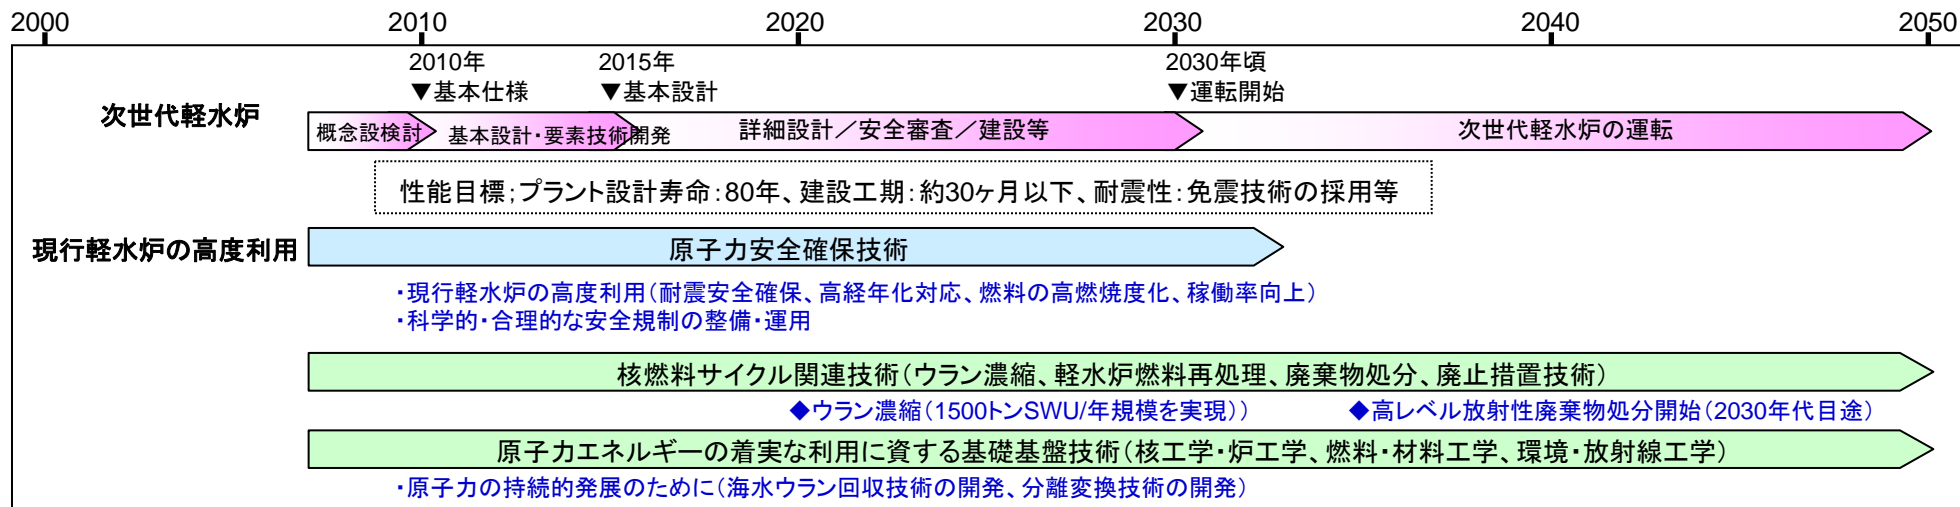 2000 2010 2020 2030 2040 2050
2010年 2015年 2030年頃
▼基本仕様 ▼基本設計 ▼運転開始
次世代軽水炉
概念設検討 基本設計・要素技術開発 詳細設計／安全審査／建設等 次世代軽水炉の運転
性能目標；プラント設計寿命：80年、建設工期：約30ヶ月以下、耐震性：免震技術の採用等
現行軽水炉の高度利用 原子力安全確保技術
・現行軽水炉の高度利用（耐震安全確保、高経年化対応、燃料の高燃焼度化、稼働率向上）
・科学的・合理的な安全規制の整備・運用
核燃料サイクル関連技術（ウラン濃縮、軽水炉燃料再処理、廃棄物処分、廃止措置技術）
◆ウラン濃縮（1500トンSWU/年規模を実現）） ◆高レベル放射性廃棄物処分開始（2030年代目途）
原子力エネルギーの着実な利用に資する基礎基盤技術（核工学・炉工学、燃料・材料工学、環境・放射線工学）
・原子力の持続的発展のために（海水ウラン回収技術の開発、分離変換技術の開発）